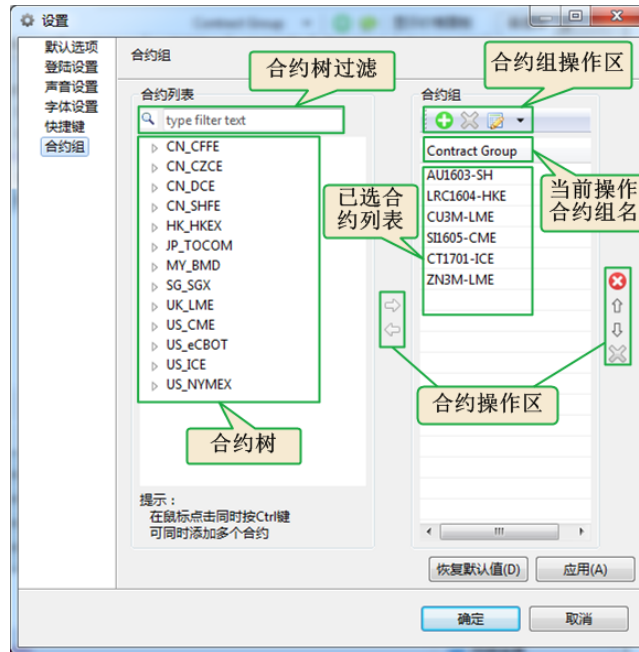 设置
Contract Group
默认选项
登陆设置
声音设置
字体设置
快捷键
合约组
合约组
合约树过滤
合约组操作区
合约列表
type filter text
CN_CFFE
CN_CZCE
CN_DCE
CN_SHFE
HK_HKEX
JP_TOCOM
MY_BMD
SG_SGX
UK_LME
US_CME
US_eCBOT
US_ICE
US_NYMEX
合约树
提示：
在鼠标点击同时按Ctrl键
可同时添加多个合约
已选合
约列表
合约组
Contract Group
AU1603-SH
LRC1604-HKE
CU3M-LME
SI1605-CME
CT1701-ICE
ZN3M-LME
当前操作
合约组名
合约操作区
恢复默认值(D)
应用(A)
确定
取消